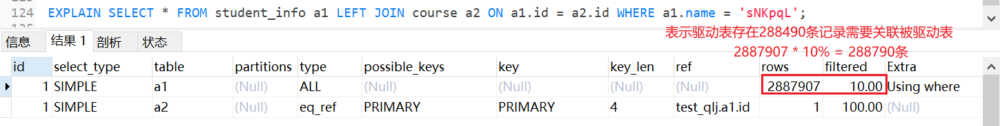 124 EXPLAIN SELECT * FROM student_info a1 LEFT JOIN course a2 ON a1.id = a2.id WHERE a1.name = 'sNKpqL';
表示驱动表存在288490条记录需要关联被驱动表
信息 结果 1 剖析 状态
2887907 * 10% = 288790条
id select_type table partitions type possible_keys key key_len ref rows filtered Extra
1 SIMPLE a1 (Null) ALL (Null) (Null) (Null) (Null) 2887907 10.00 Using where
1 SIMPLE a2 (Null) eq_ref PRIMARY PRIMARY 4 test_qlj.a1.id 1 100.00 (Null)